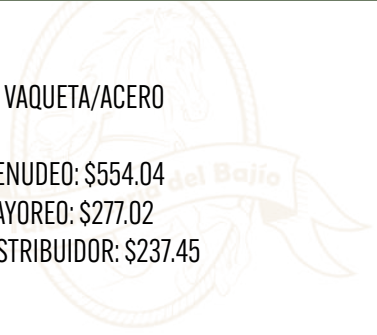 VAQUETA/ACERO
ENUDEO: $554.04
AYOREO: $277.02
STRIBUIDOR: $237.45
del Bajío